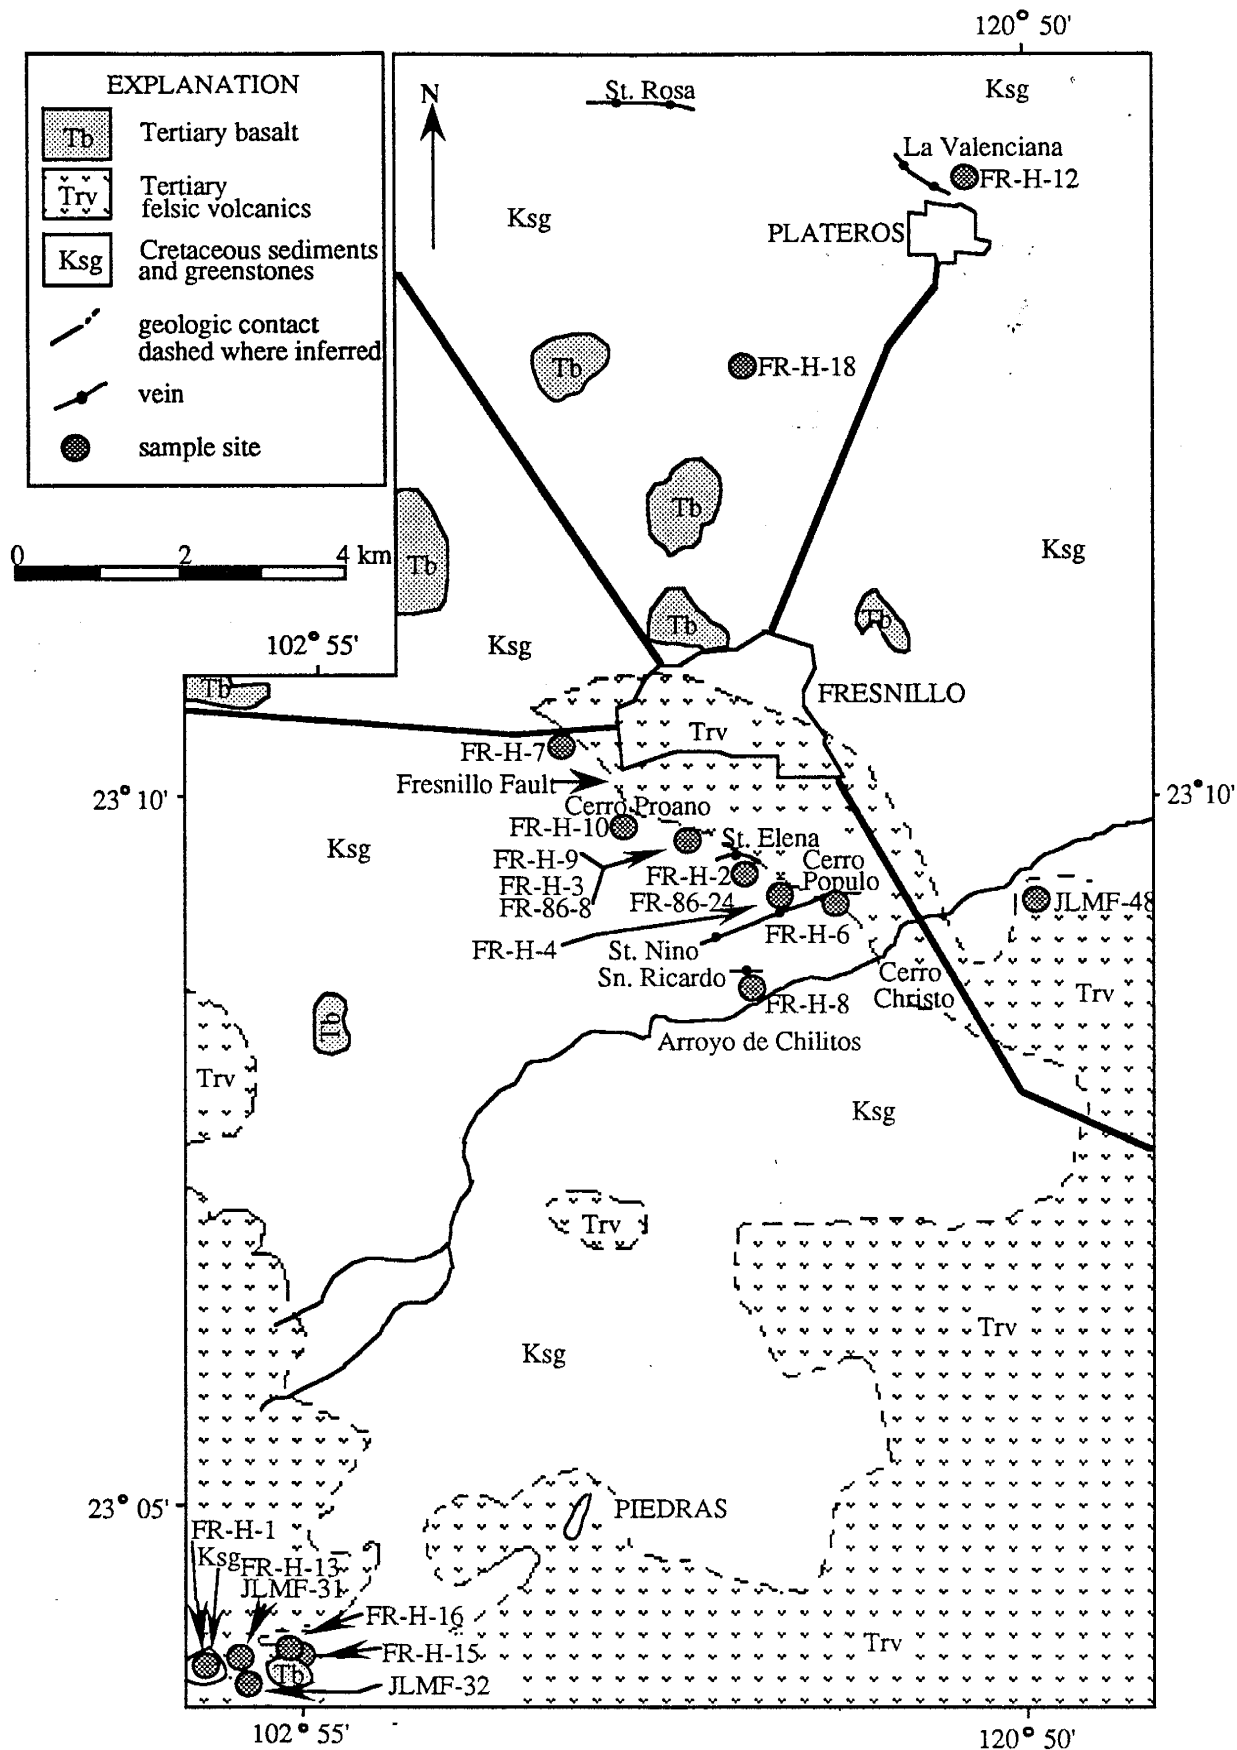 120° 50'
EXPLANATION
Tb
Tertiary basalt
Trv
Tertiary
felsic volcanics
Ksg
Cretaceous sediments
and greenstones
geologic contact
dashed where inferred
vein
sample site
0 2 4 km
102° 55'
N
St. Rosa
Ksg
La Valenciana
FR-H-12
Ksg
PLATEROS
Tb
FR-H-18
Tb
Tb
Ksg
Tb
Tb
Ksg
Tb
FRESNILLO
Trv
FR-H-7
Fresnillo Fault
23° 10'
23° 10'
Cerro Proano
FR-H-10
St. Elena
Ksg
FR-H-9
Cerro
Populo
FR-H-3
FR-H-2
FR-86-8
FR-86-24
JLMF-48
FR-H-6
FR-H-4
St. Nino
Sn. Ricardo
Cerro
Christo
Trv
FR-H-8
Tb
Arroyo de Chilitos
Trv
Ksg
Trv
Trv
Ksg
23° 05'
PIEDRAS
FR-H-1
Ksg
FR-H-13
JLMF-31
FR-H-16
Trv
FR-H-15
Tb
JLMF-32
102° 55'
120° 50'